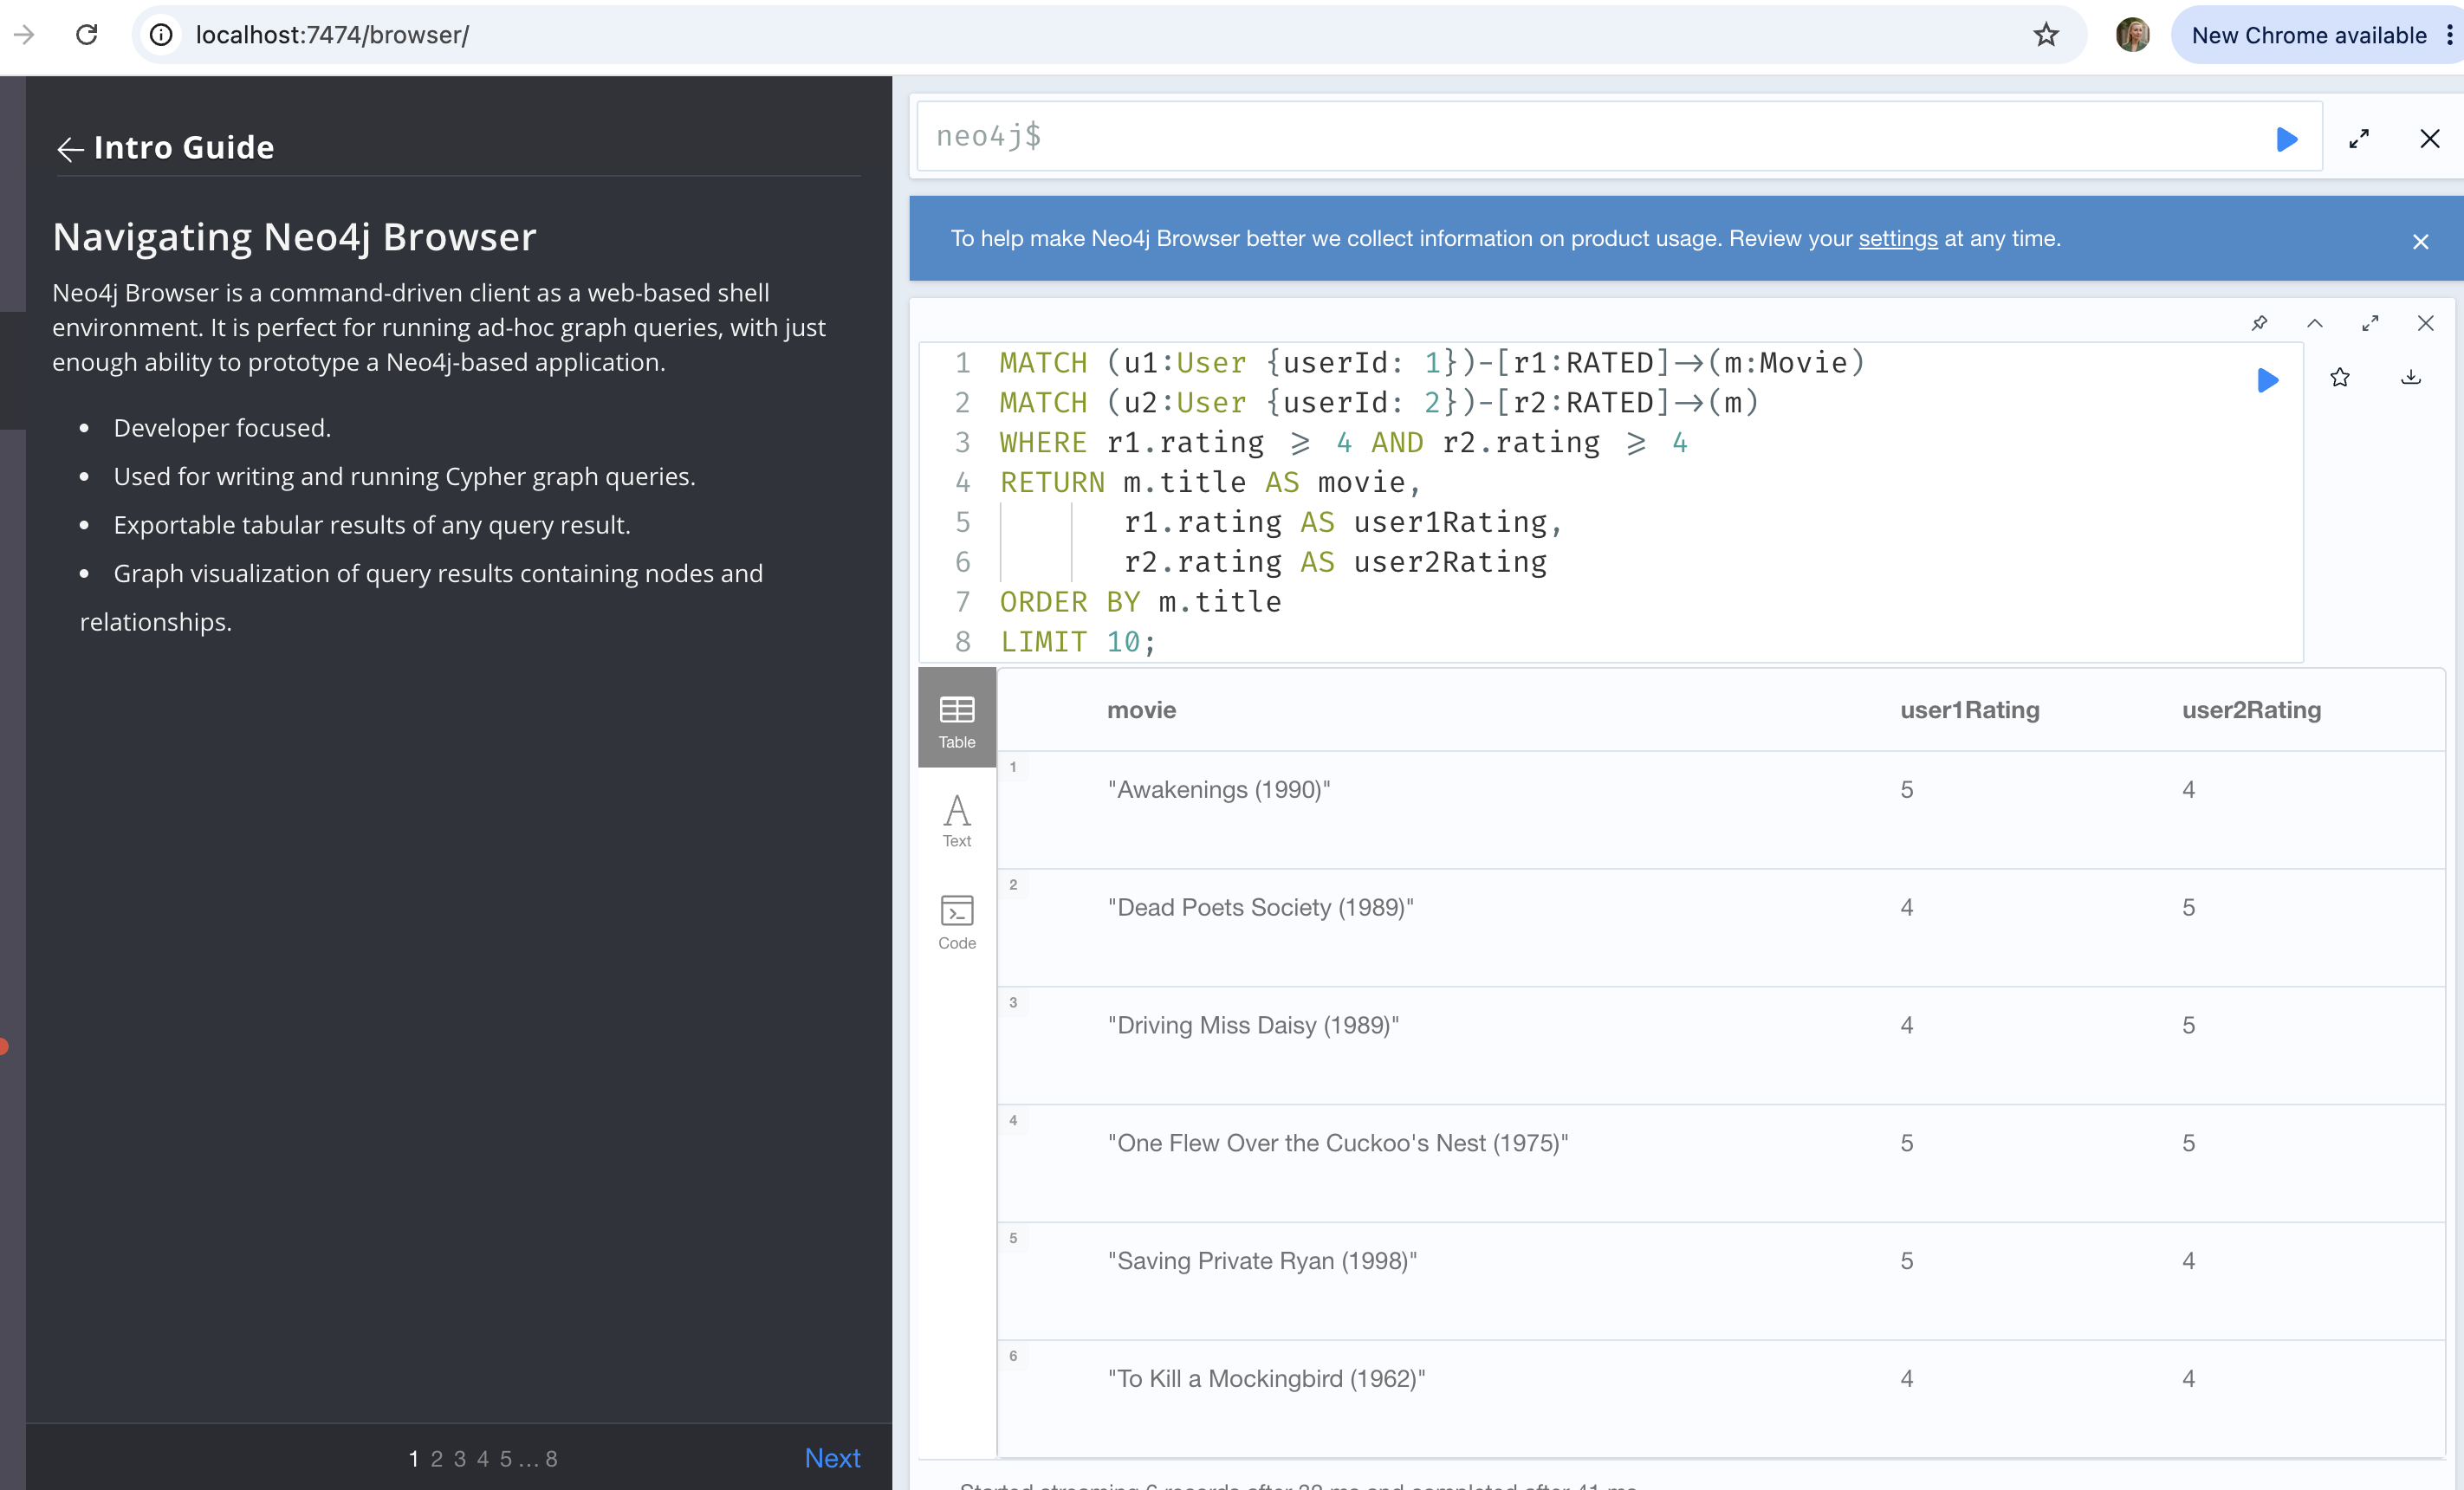 localhost:7474/browser/
New Chrome available
Intro Guide
Navigating Neo4j Browser
Neo4j Browser is a command-driven client as a web-based shell
environment. It is perfect for running ad-hoc graph queries, with just
enough ability to prototype a Neo4j-based application.
• Developer focused.
• Used for writing and running Cypher graph queries.
• Exportable tabular results of any query result.
• Graph visualization of query results containing nodes and
relationships.
1 2 3 4 5 ... 8
Next
neo4j$
To help make Neo4j Browser better we collect information on product usage. Review your settings at any time.
1 MATCH (u1:User {userId: 1})-[r1:RATED]→(m:Movie)
2 MATCH (u2:User {userId: 2})-[r2:RATED]→(m)
3 WHERE r1.rating ⩾ 4 AND r2.rating ⩾ 4
4 RETURN m.title AS movie,
5 r1.rating AS user1Rating,
6 r2.rating AS user2Rating
7 ORDER BY m.title
8 LIMIT 10;
Table
Text
Code
movie user1Rating user2Rating
1 "Awakenings (1990)" 5 4
2 "Dead Poets Society (1989)" 4 5
3 "Driving Miss Daisy (1989)" 4 5
4 "One Flew Over the Cuckoo's Nest (1975)" 5 5
5 "Saving Private Ryan (1998)" 5 4
6 "To Kill a Mockingbird (1962)" 4 4
Started streaming 6 records after